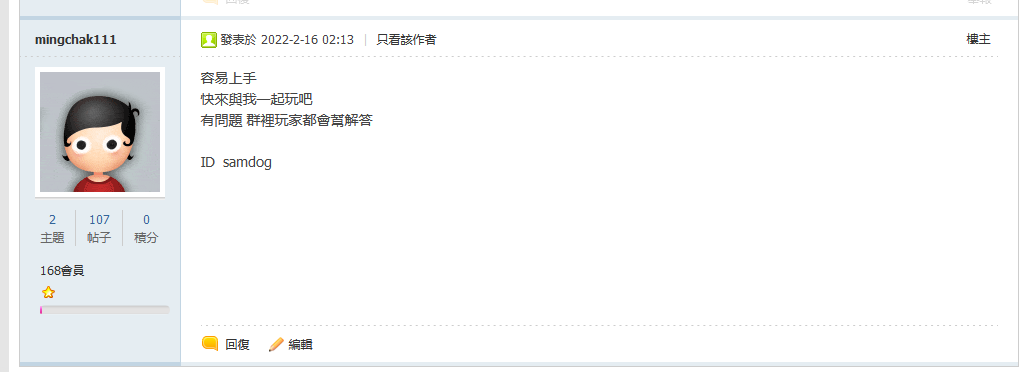 回復
mingchak111
發表於 2022-2-16 02:13 | 只看該作者
樓主
容易上手
快來與我一起玩吧
有問題 群裡玩家都會幫解答
ID samdog
2 107 0
主題 帖子 積分
168會員
回復 編輯